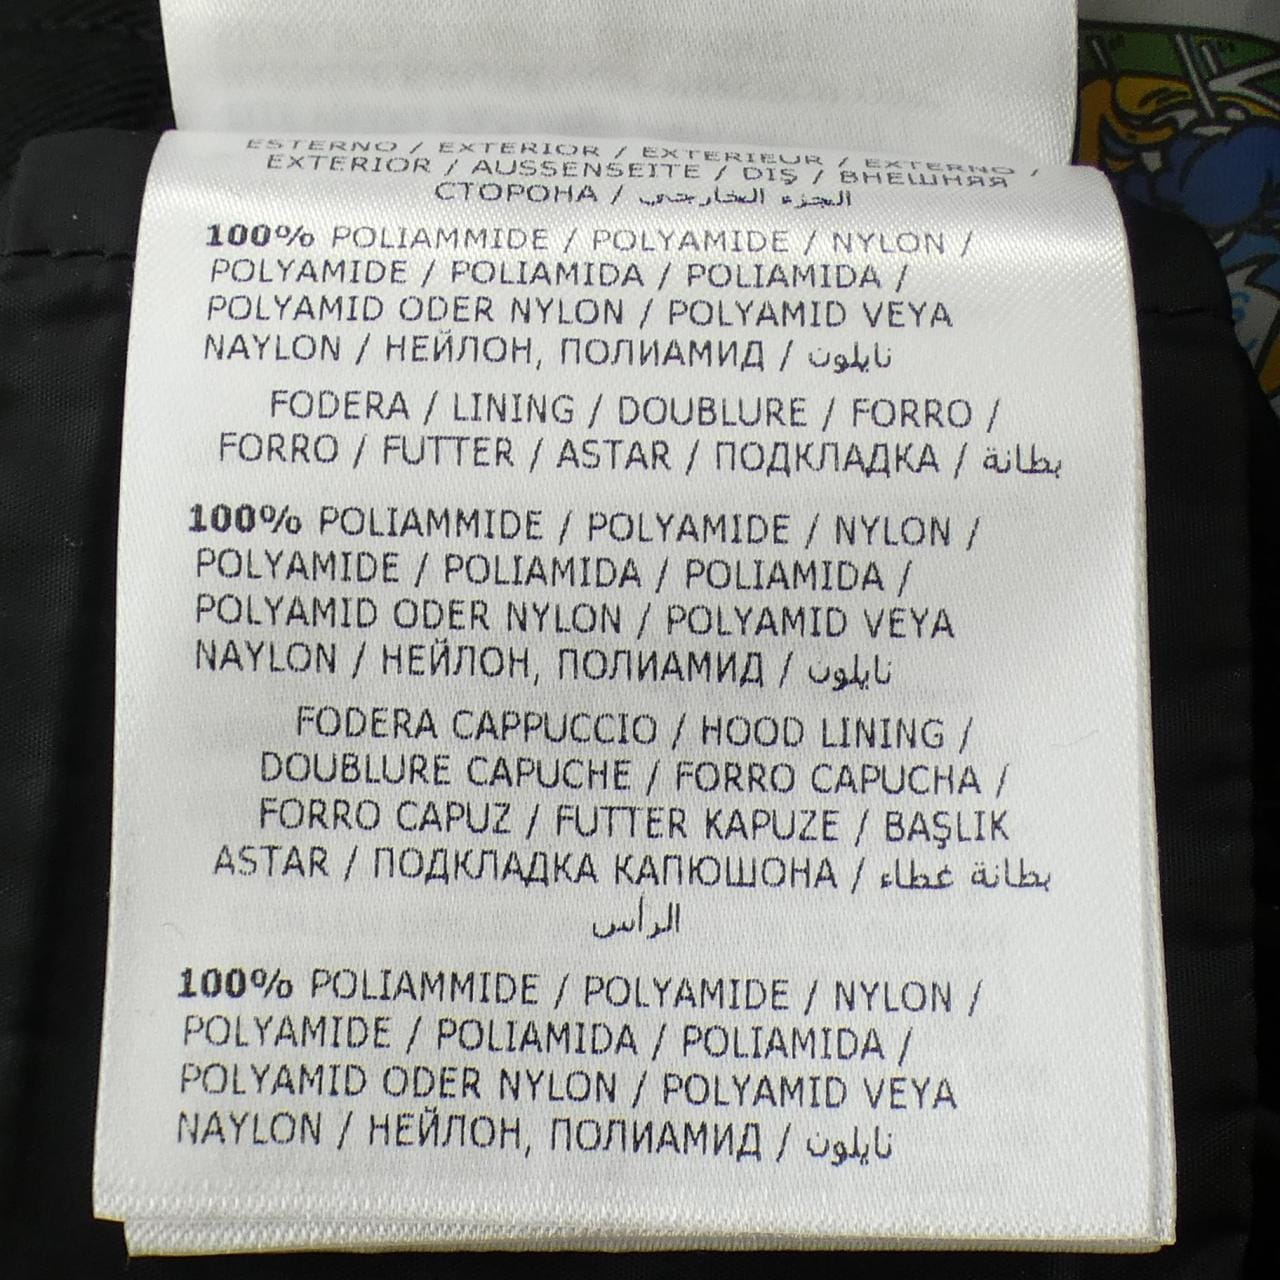 ESTERNO / EXTERIOR / EXTERIEUR / EXTERNO /
EXTERIOR / AUSSENSEITE / DIŞ / ВНЕШНЯЯ
СТОРОНА / الجزء الخارجي
100% POLIAMMIDE / POLYAMIDE / NYLON /
POLYAMIDE / POLIAMIDA / POLIAMIDA /
POLYAMID ODER NYLON / POLYAMID VEYA
NAYLON / НЕЙЛОН, ПОЛИАМИД / نايلون
FODERA / LINING / DOUBLURE / FORRO /
FORRO / FUTTER / ASTAR / ПОДКЛАДКА / بطانة
100% POLIAMMIDE / POLYAMIDE / NYLON /
POLYAMIDE / POLIAMIDA / POLIAMIDA /
POLYAMID ODER NYLON / POLYAMID VEYA
NAYLON / НЕЙЛОН, ПОЛИАМИД / نايلون
FODERA CAPPUCCIO / HOOD LINING /
DOUBLURE CAPUCHE / FORRO CAPUCHA /
FORRO CAPUZ / FUTTER KAPUZE / BAŞLIK
ASTAR / ПОДКЛАДКА КАПЮШОНА / بطانة غطاء
الرأس
100% POLIAMMIDE / POLYAMIDE / NYLON /
POLYAMIDE / POLIAMIDA / POLIAMIDA /
POLYAMID ODER NYLON / POLYAMID VEYA
NAYLON / НЕЙЛОН, ПОЛИАМИД / نايلون